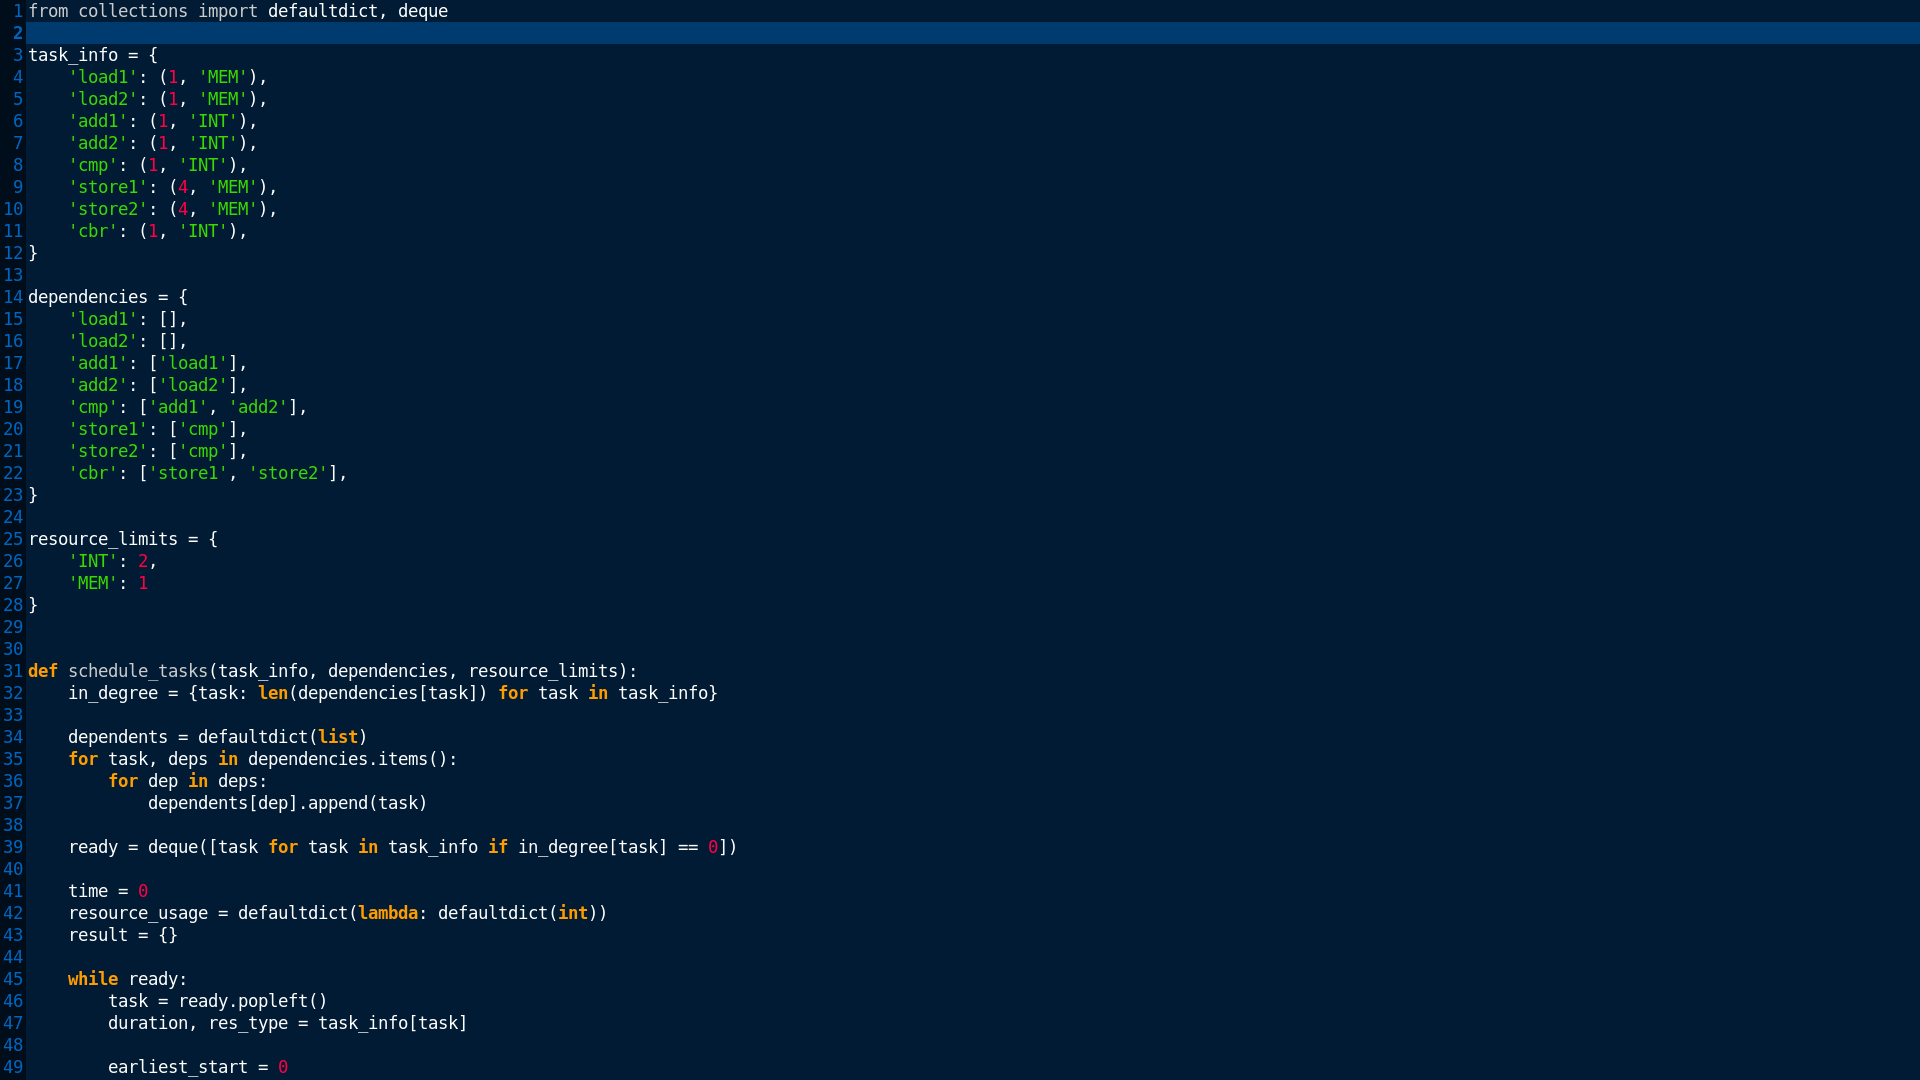 1 from collections import defaultdict, deque
2
3 task_info = {
4     'load1': (1, 'MEM'),
5     'load2': (1, 'MEM'),
6     'add1': (1, 'INT'),
7     'add2': (1, 'INT'),
8     'cmp': (1, 'INT'),
9     'store1': (4, 'MEM'),
10     'store2': (4, 'MEM'),
11     'cbr': (1, 'INT'),
12 }
13
14 dependencies = {
15     'load1': [],
16     'load2': [],
17     'add1': ['load1'],
18     'add2': ['load2'],
19     'cmp': ['add1', 'add2'],
20     'store1': ['cmp'],
21     'store2': ['cmp'],
22     'cbr': ['store1', 'store2'],
23 }
24
25 resource_limits = {
26     'INT': 2,
27     'MEM': 1
28 }
29
30
31 def schedule_tasks(task_info, dependencies, resource_limits):
32     in_degree = {task: len(dependencies[task]) for task in task_info}
33
34     dependents = defaultdict(list)
35     for task, deps in dependencies.items():
36         for dep in deps:
37             dependents[dep].append(task)
38
39     ready = deque([task for task in task_info if in_degree[task] == 0])
40
41     time = 0
42     resource_usage = defaultdict(lambda: defaultdict(int))
43     result = {}
44
45     while ready:
46         task = ready.popleft()
47         duration, res_type = task_info[task]
48
49         earliest_start = 0